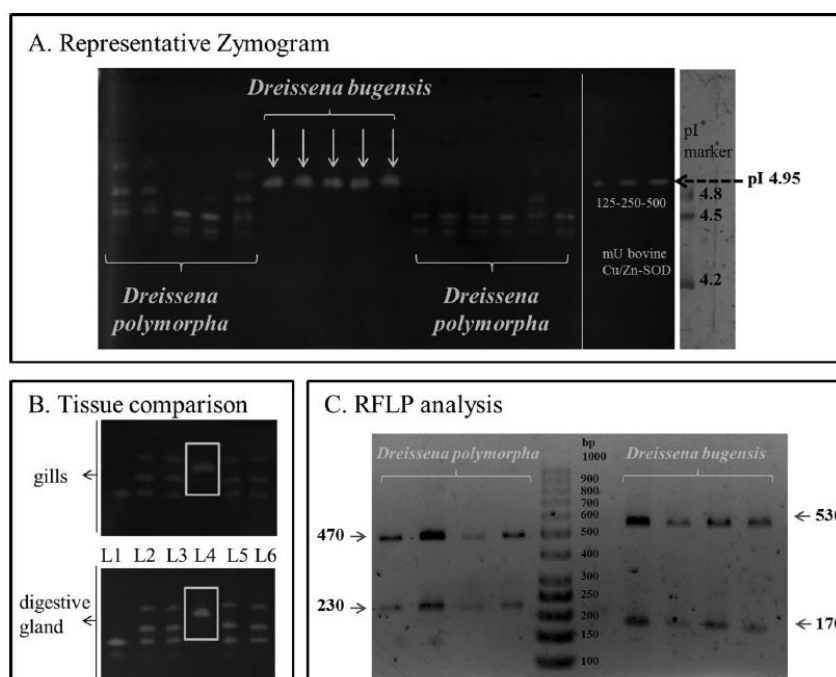 A. Representative Zymogram
Dreissena bugensis
Dreissena
polymorpha
Dreissena
polymorpha
125-250-500
mU bovine
Cu/Zn-SOD
pI
marker
pI 4.95
4.8
4.5
4.2
B. Tissue comparison
gills
L1 L2 L3 L4 L5 L6
digestive
gland
C. RFLP analysis
Dreissena polymorpha
bp
1000
900
800
700
600
500
400
300
250
200
150
100
Dreissena bugensis
470
230
530
170